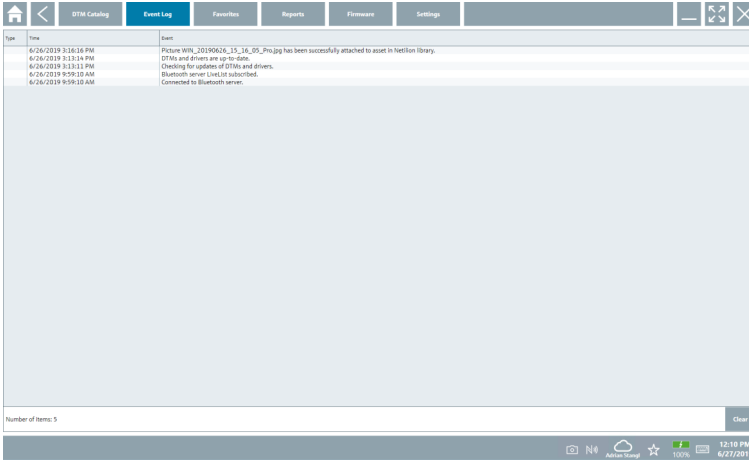 DTM Catalog
Event Log
Favorites
Reports
Firmware
Settings
Type Time Event
6/26/2019 3:16:16 PM Picture WIN_20190626_15_16_05_Pro.jpg has been successfully attached to asset in Netilion library.
6/26/2019 3:13:14 PM DTMs and drivers are up-to-date.
6/26/2019 3:13:11 PM Checking for updates of DTMs and drivers.
6/26/2019 9:59:10 AM Bluetooth server LiveList subscribed.
6/26/2019 9:59:10 AM Connected to Bluetooth server.
Number of items: 5
Clear
Adrian Stangl
100%
12:10 PM
6/27/201